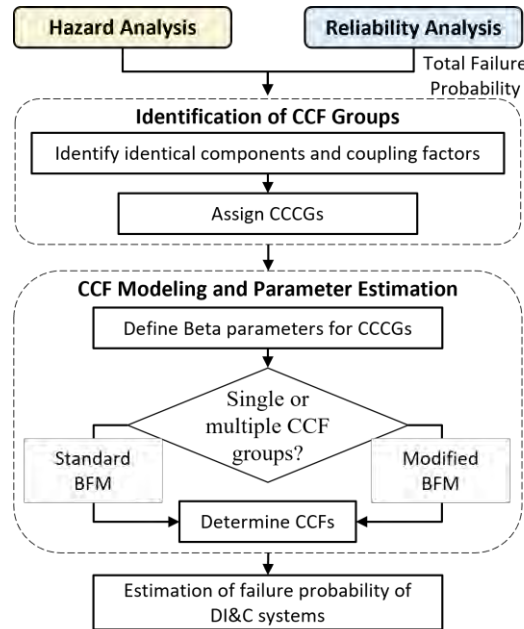 Hazard Analysis
Reliability Analysis
Total Failure
Probability
Identification of CCF Groups
Identify identical components and coupling factors
Assign CCCGs
CCF Modeling and Parameter Estimation
Define Beta parameters for CCCGs
Single or
multiple CCF
groups?
Standard
BFM
Modified
BFM
Determine CCFs
Estimation of failure probability of
DI&C systems